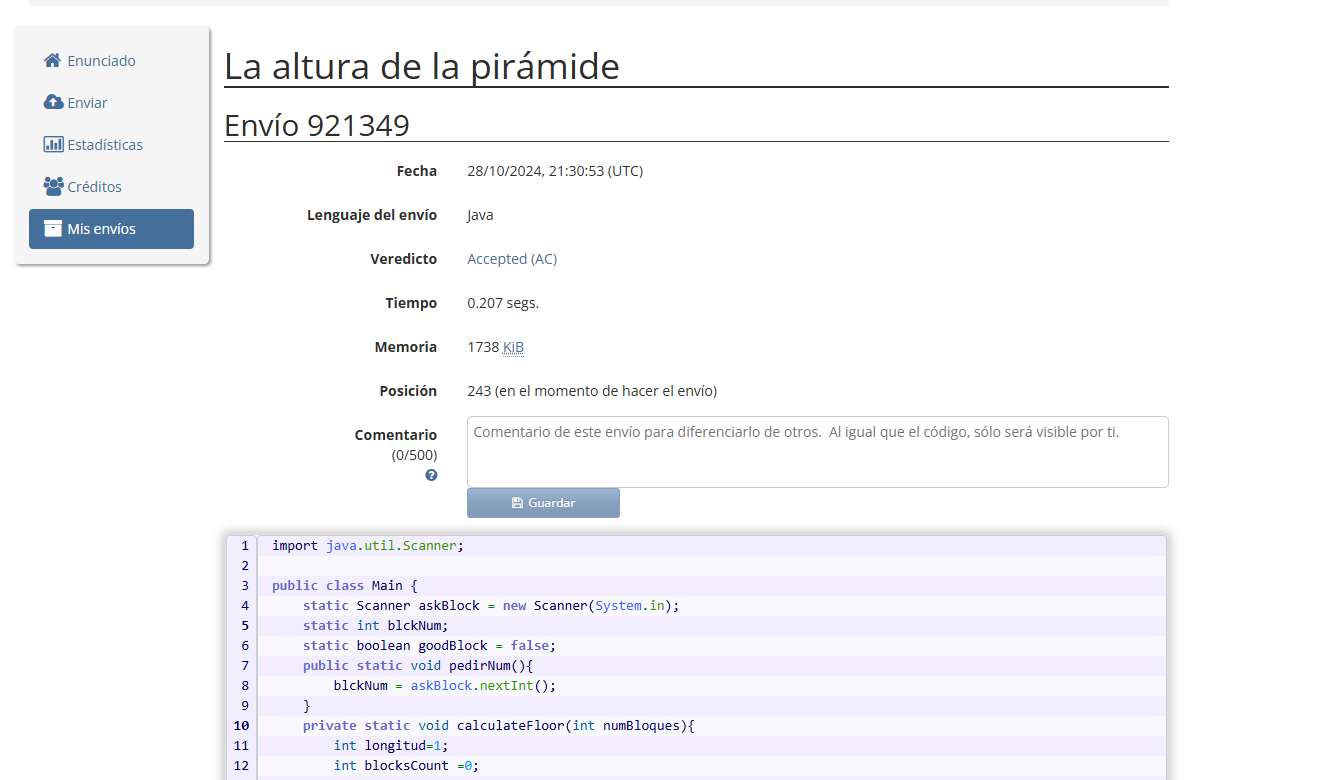 Enunciado
Enviar
Estadísticas
Créditos
Mis envíos
La altura de la pirámide
Envío 921349
Fecha 28/10/2024, 21:30:53 (UTC)
Lenguaje del envío Java
Veredicto Accepted (AC)
Tiempo 0.207 segs.
Memoria 1738 KiB
Posición 243 (en el momento de hacer el envío)
Comentario
(0/500)
Comentario de este envío para diferenciarlo de otros. Al igual que el código, sólo será visible por ti.
Guardar
1 import java.util.Scanner;
2
3 public class Main {
4 static Scanner askBlock = new Scanner(System.in);
5 static int blckNum;
6 static boolean goodBlock = false;
7 public static void pedirNum(){
8 blckNum = askBlock.nextInt();
9 }
10 private static void calculateFloor(int numBloques){
11 int longitud=1;
12 int blocksCount =0;